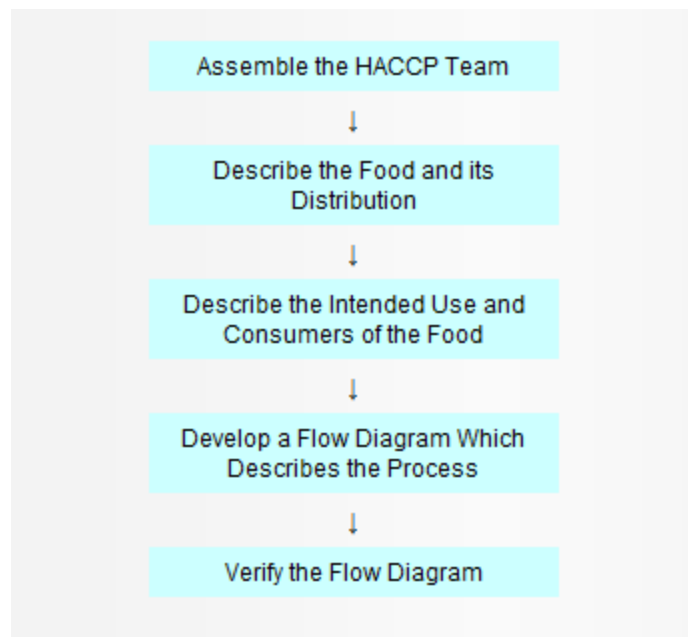 Assemble the HACCP Team
↓
Describe the Food and its
Distribution
↓
Describe the Intended Use and
Consumers of the Food
↓
Develop a Flow Diagram Which
Describes the Process
↓
Verify the Flow Diagram